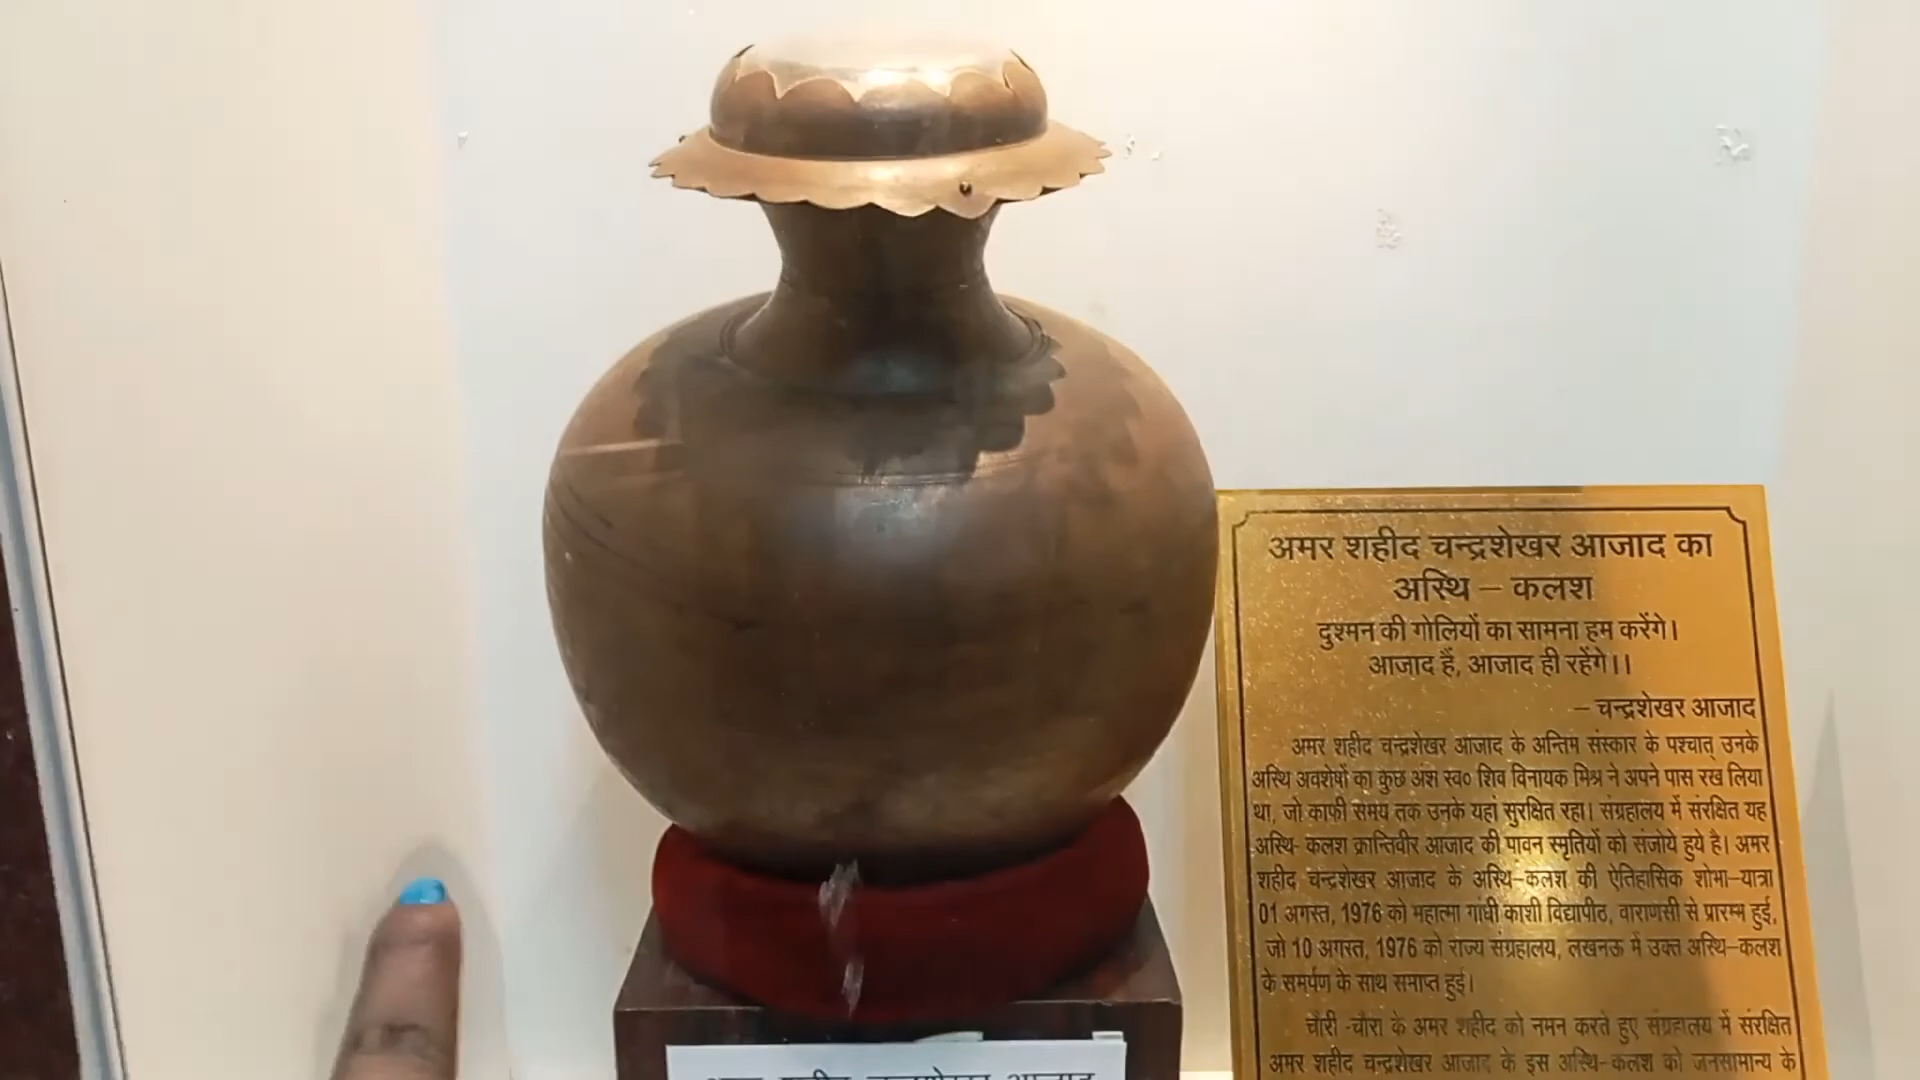 अमर शहीद चन्द्रशेखर आजाद का
अस्थि – कलश
दुश्मन की गोलियों का सामना हम करेंगे।
आजाद हैं, आजाद ही रहेंगे।।
– चन्द्रशेखर आजाद
अमर शहीद चन्द्रशेखर आजाद के अन्तिम संस्कार के पश्चात् उनके
अस्थि अवशेषों का कुछ अंश स्व० शिव विनायक मिश्र ने अपने पास रख लिया
था, जो काफी समय तक उनके यहां सुरक्षित रहा। संग्रहालय में संरक्षित यह
अस्थि- कलश क्रान्तिवीर आजाद की पावन स्मृतियों को संजोये हुये है। अमर
शहीद चन्द्रशेखर आजाद के अस्थि–कलश की ऐतिहासिक शोभा–यात्रा
01 अगस्त, 1976 को महात्मा गांधी काशी विद्यापीठ, वाराणसी से प्रारम्भ हुई,
जो 10 अगस्त, 1976 को राज्य संग्रहालय, लखनऊ में उक्त अस्थि–कलश
के समर्पण के साथ समाप्त हुई।
चौरी -चौरा के अमर शहीद को नमन करते हुए संग्रहालय में संरक्षित
अमर शहीद चन्द्रशेखर आजाद के इस अस्थि-कलश को जनसामान्य के